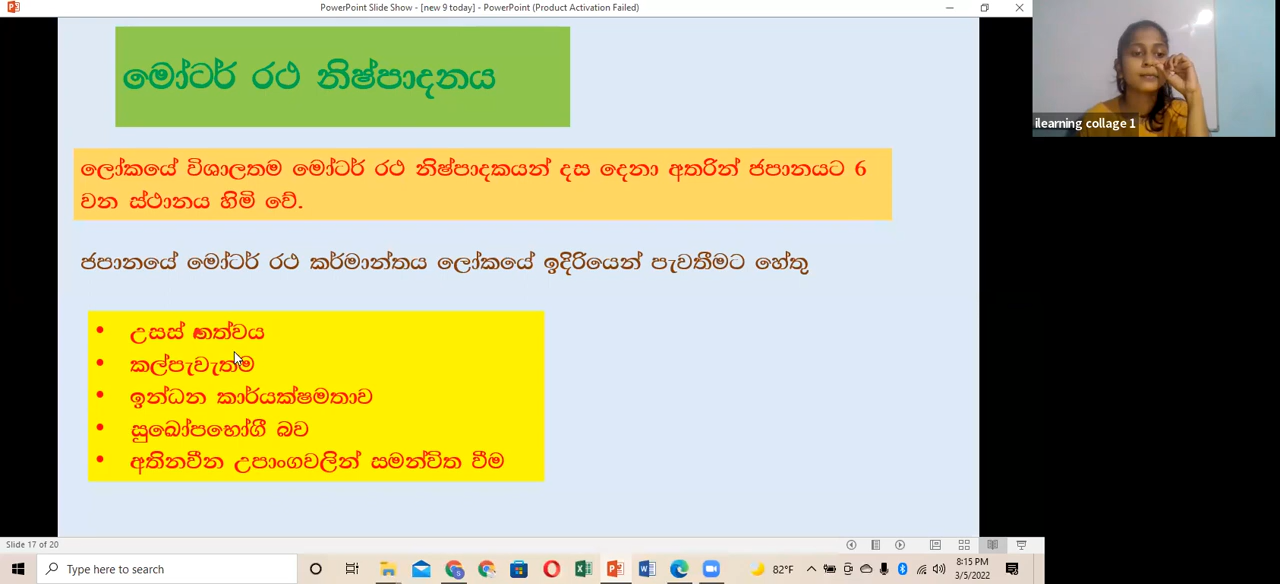 PowerPoint Slide Show - [new 9 today] - PowerPoint (Product Activation Failed)
මෝටර් රථ නිෂ්පාදනය
ලෝකයේ විශාලතම මෝටර් රථ නිෂ්පාදකයන් දස දෙනා අතරින් ජපානයට 6
වන ස්ථානය හිමි වේ.
ජපානයේ මෝටර් රථ කර්මාන්තය ලෝකයේ ඉදිරියෙන් පැවතීමට හේතු
• උසස් තත්වය
• කල්පැවැත්ම
• ඉන්ධන කාර්යක්ෂමතාව
• සුඛෝපභෝගී බව
• අතිනවීන උපාංගවලින් සමන්විත වීම
ilearning collage 1
Slide 17 of 20
Type here to search
82°F
8:15 PM
3/5/2022